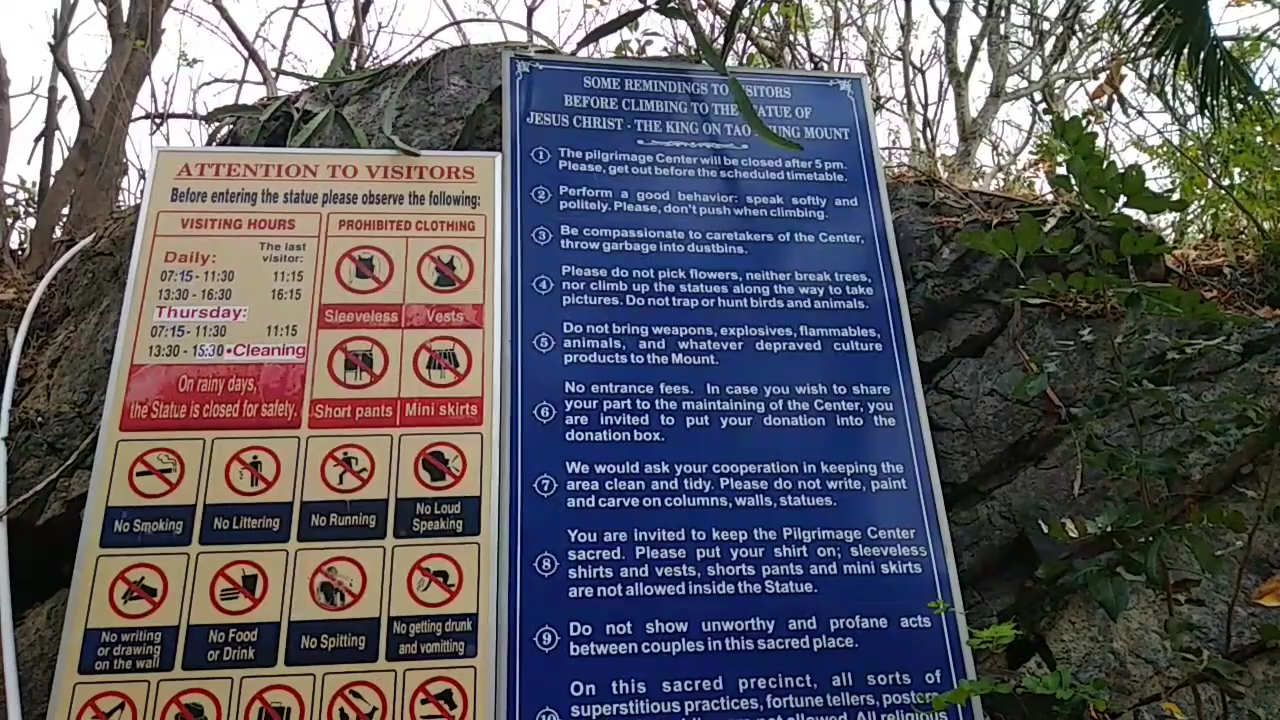 ATTENTION TO VISITORS
Before entering the statue please observe the following:
VISITING HOURS
The last
visitor:
Daily:
07:15 - 11:30 11:15
13:30 - 16:30 16:15
Thursday:
07:15 - 11:30 11:15
13:30 - 15:30 •Cleaning
On rainy days,
the Statue is closed for safety.
PROHIBITED CLOTHING
Sleeveless
Vests
Short pants
Mini skirts
No Smoking
No Littering
No Running
No Loud
Speaking
No writing
or drawing
on the wall
No Food
or Drink
No Spitting
No getting drunk
and vomitting
SOME REMINDINGS TO VISITORS
BEFORE CLIMBING TO THE STATUE OF
JESUS CHRIST - THE KING ON TAO PHUNG MOUNT
1 The pilgrimage Center will be closed after 5 pm.
Please, get out before the scheduled timetable.
2 Perform a good behavior: speak softly and
politely. Please, don't push when climbing.
3 Be compassionate to caretakers of the Center,
throw garbage into dustbins.
4 Please do not pick flowers, neither break trees,
nor climb up the statues along the way to take
pictures. Do not trap or hunt birds and animals.
5 Do not bring weapons, explosives, flammables,
animals, and whatever depraved culture
products to the Mount.
6 No entrance fees. In case you wish to share
your part to the maintaining of the Center, you
are invited to put your donation into the
donation box.
7 We would ask your cooperation in keeping the
area clean and tidy. Please do not write, paint
and carve on columns, walls, statues.
8 You are invited to keep the Pilgrimage Center
sacred. Please put your shirt on; sleeveless
shirts and vests, shorts pants and mini skirts
are not allowed inside the Statue.
9 Do not show unworthy and profane acts
between couples in this sacred place.
10 On this sacred precinct, all sorts of
superstitious practices, fortune tellers, posters
not allowed. All religious